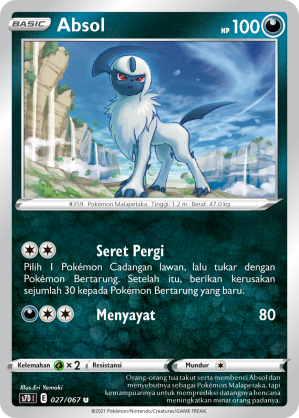 BASIC Absol HP 100
#359 Pokémon Malapetaka Tinggi: 1.2 m Berat: 47.0 kg
Seret Pergi
Pilih 1 Pokémon Cadangan lawan, lalu tukar dengan
Pokémon Bertarung. Setelah itu, berikan kerusakan
sejumlah 30 kepada Pokémon Bertarung yang baru.
Menyayat 80
Kelemahan × 2 Resistansi Mundur
Illus. Eri Yamaki
Orang-orang takut serta membenci Absol dan
menyebutnya sebagai Pokémon Malapetaka, tapi
kemampuannya untuk memprediksi datangnya bencana
meningkatkan minat orang padanya.
s7D I E 027/067 U
©2021 Pokémon/Nintendo/Creatures/GAME FREAK